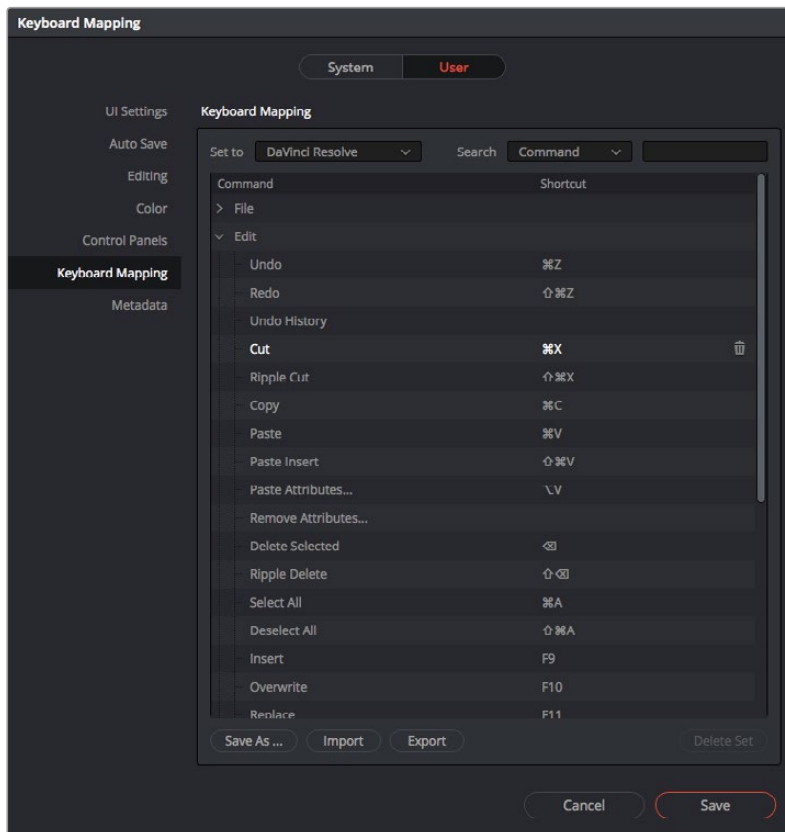 Keyboard Mapping
System User
UI Settings
Auto Save
Editing
Color
Control Panels
Keyboard Mapping
Metadata
Keyboard Mapping
Set to DaVinci Resolve Search Command
Command Shortcut
File
Edit
Undo ⌘Z
Redo ⇧⌘Z
Undo History
Cut ⌘X
Ripple Cut ⇧⌘X
Copy ⌘C
Paste ⌘V
Paste Insert ⇧⌘V
Paste Attributes... ⌥V
Remove Attributes...
Delete Selected ⌫
Ripple Delete ⇧⌫
Select All ⌘A
Deselect All ⇧⌘A
Insert F9
Overwrite F10
Replace F11
Save As ... Import Export Delete Set
Cancel Save